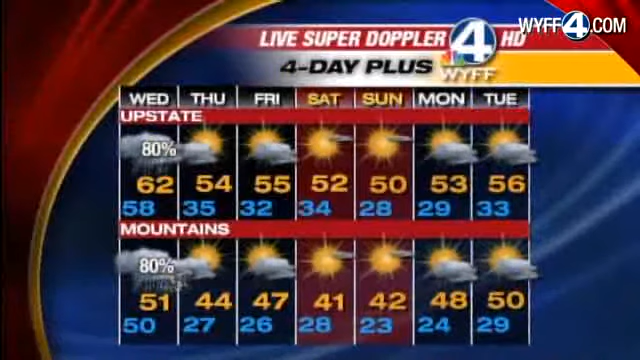 WYFF4.COM
LIVE SUPER DOPPLER 4 HD
4-DAY PLUS WYFF
WED THU FRI SAT SUN MON TUE
UPSTATE
80%
62 54 55 52 50 53 56
58 35 32 34 28 29 33
MOUNTAINS
80%
51 44 47 41 42 48 50
50 27 26 28 23 24 29